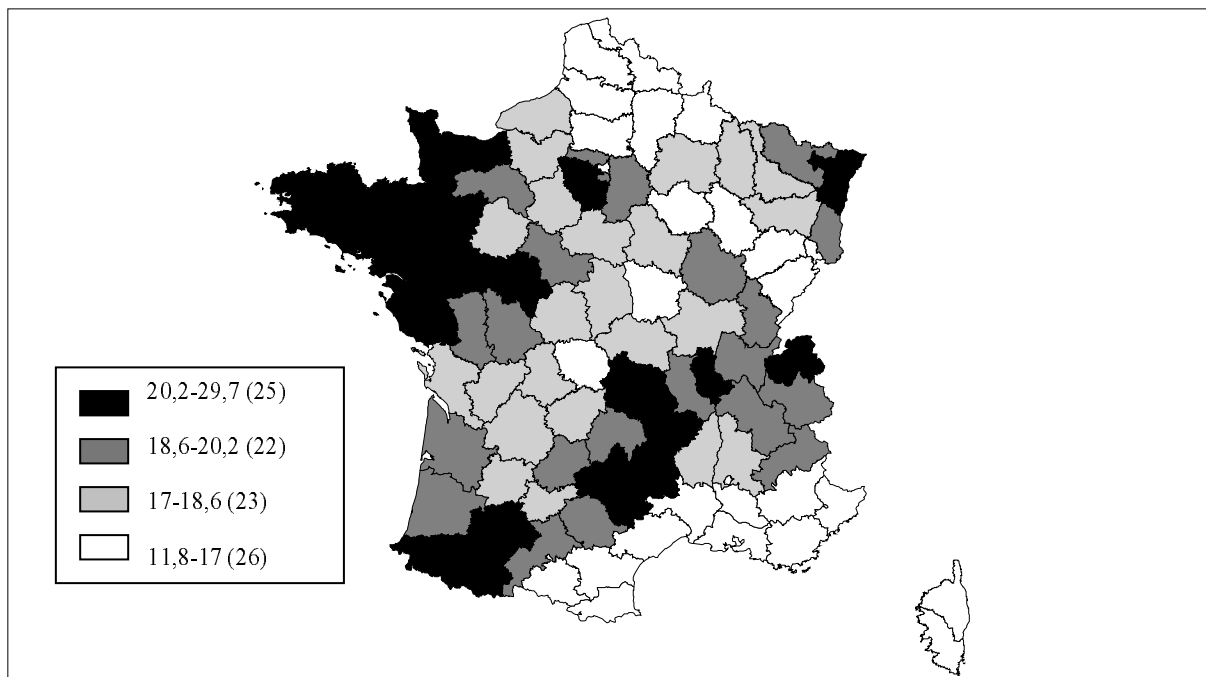 20,2-29,7 (25)
18,6-20,2 (22)
17-18,6 (23)
11,8-17 (26)